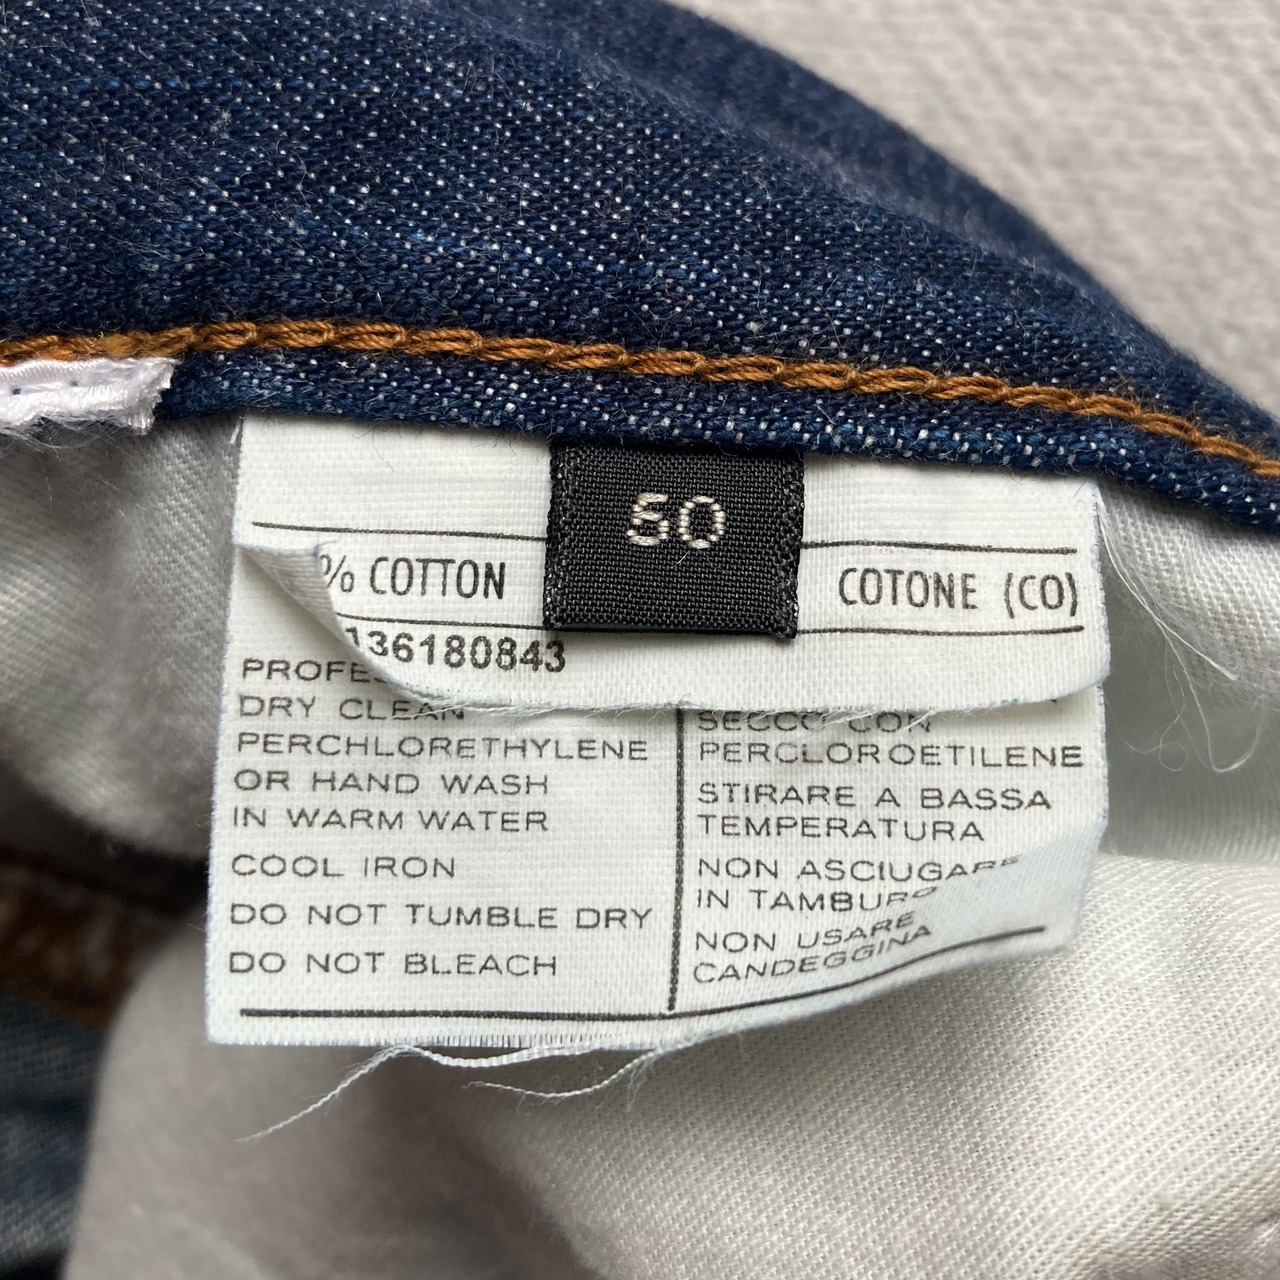 50
% COTTON
COTONE (CO)
136180843
DRY CLEAN
PERCHLORETHYLENE
OR HAND WASH
IN WARM WATER
COOL IRON
DO NOT TUMBLE DRY
DO NOT BLEACH
SECCO CON
PERCLOROETILENE
STIRARE A BASSA
TEMPERATURA
NON ASCIUGARE
IN TAMBURO
NON USARE
CANDEGGINA